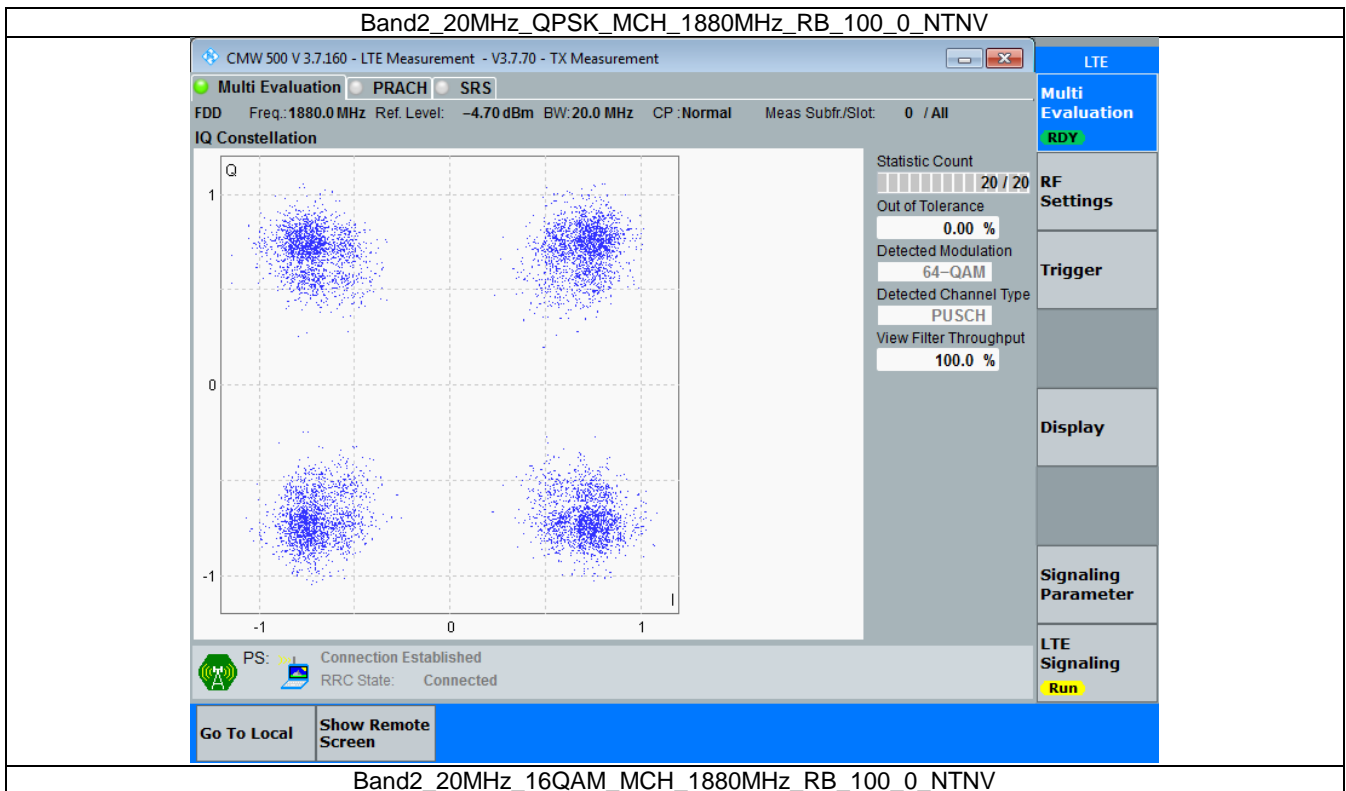 Band2_20MHz_QPSK_MCH_1880MHz_RB_100_0_NTNV
CMW 500 V 3.7.160 - LTE Measurement - V3.7.70 - TX Measurement
LTE
Multi Evaluation PRACH SRS
Multi
Evaluation
RDY
FDD Freq.: 1880.0 MHz Ref. Level: −4.70 dBm BW: 20.0 MHz CP : Normal Meas Subfr./Slot: 0 / All
IQ Constellation
Q
1
0
-1
-1 0 1
I
Statistic Count
20 / 20
Out of Tolerance
0.00 %
Detected Modulation
64−QAM
Detected Channel Type
PUSCH
View Filter Throughput
100.0 %
RF
Settings
Trigger
Display
Signaling
Parameter
LTE
Signaling
Run
PS: Connection Established
RRC State: Connected
Go To Local
Show Remote
Screen
Band2_20MHz_16QAM_MCH_1880MHz_RB_100_0_NTNV